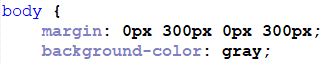 body {
margin: 0px 300px 0px 300px;
background-color: gray;